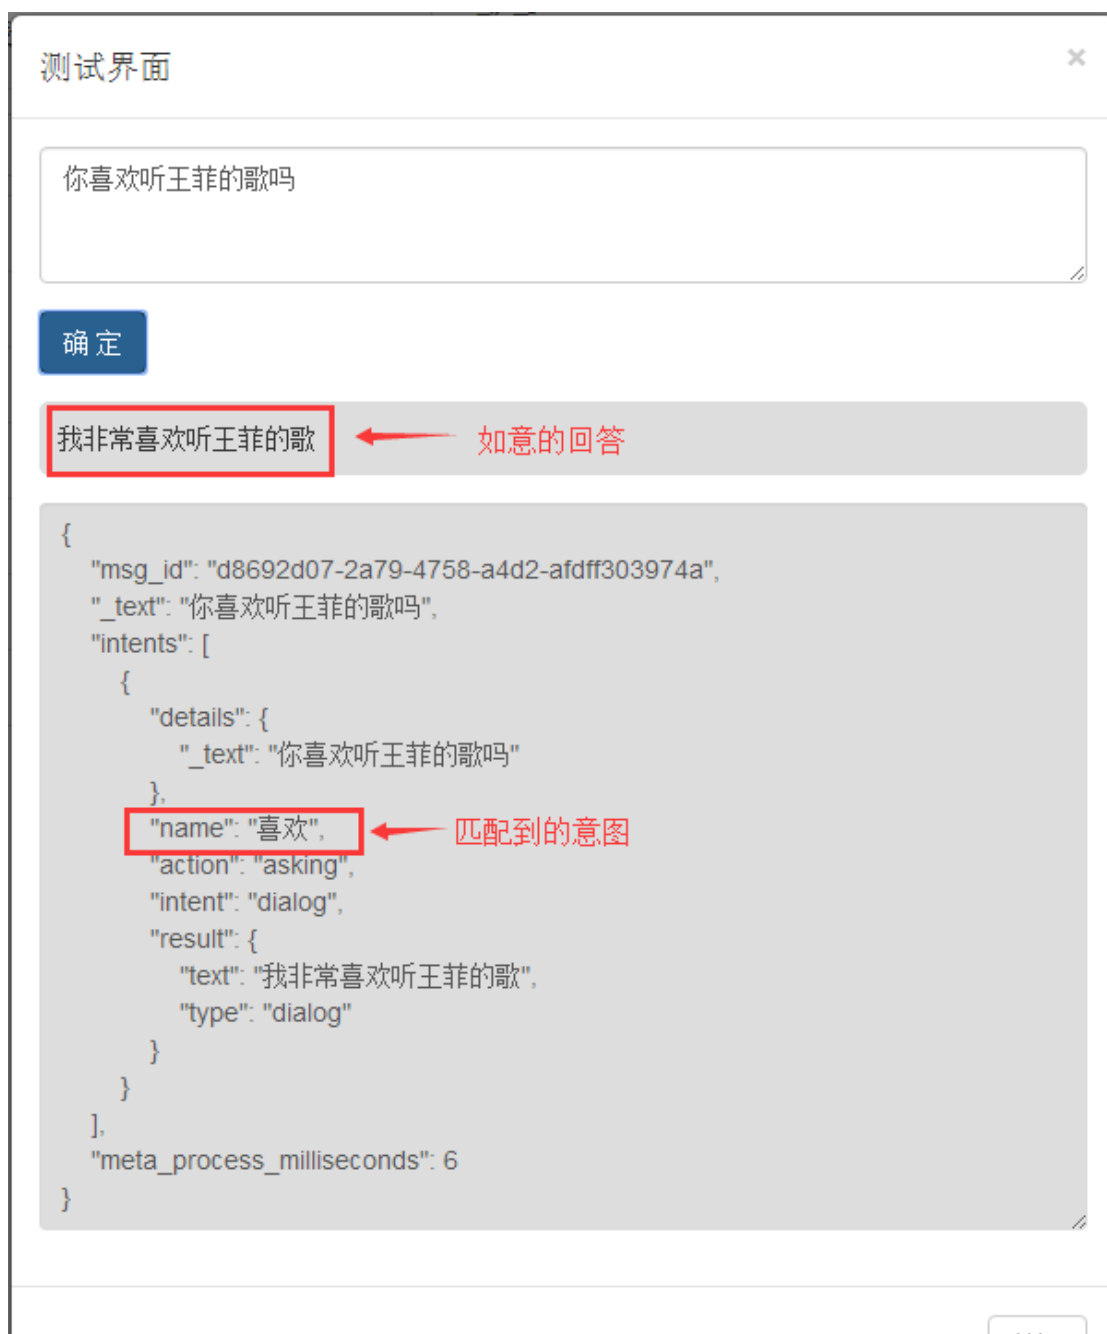 测试界面
×
你喜欢听王菲的歌吗
确定
我非常喜欢听王菲的歌 如意的回答
{
"msg_id": "d8692d07-2a79-4758-a4d2-afdff303974a",
"_text": "你喜欢听王菲的歌吗",
"intents": [
{
"details": {
"_text": "你喜欢听王菲的歌吗"
},
"name": "喜欢", 匹配到的意图
"action": "asking",
"intent": "dialog",
"result": {
"text": "我非常喜欢听王菲的歌",
"type": "dialog"
}
}
],
"meta_process_milliseconds": 6
}